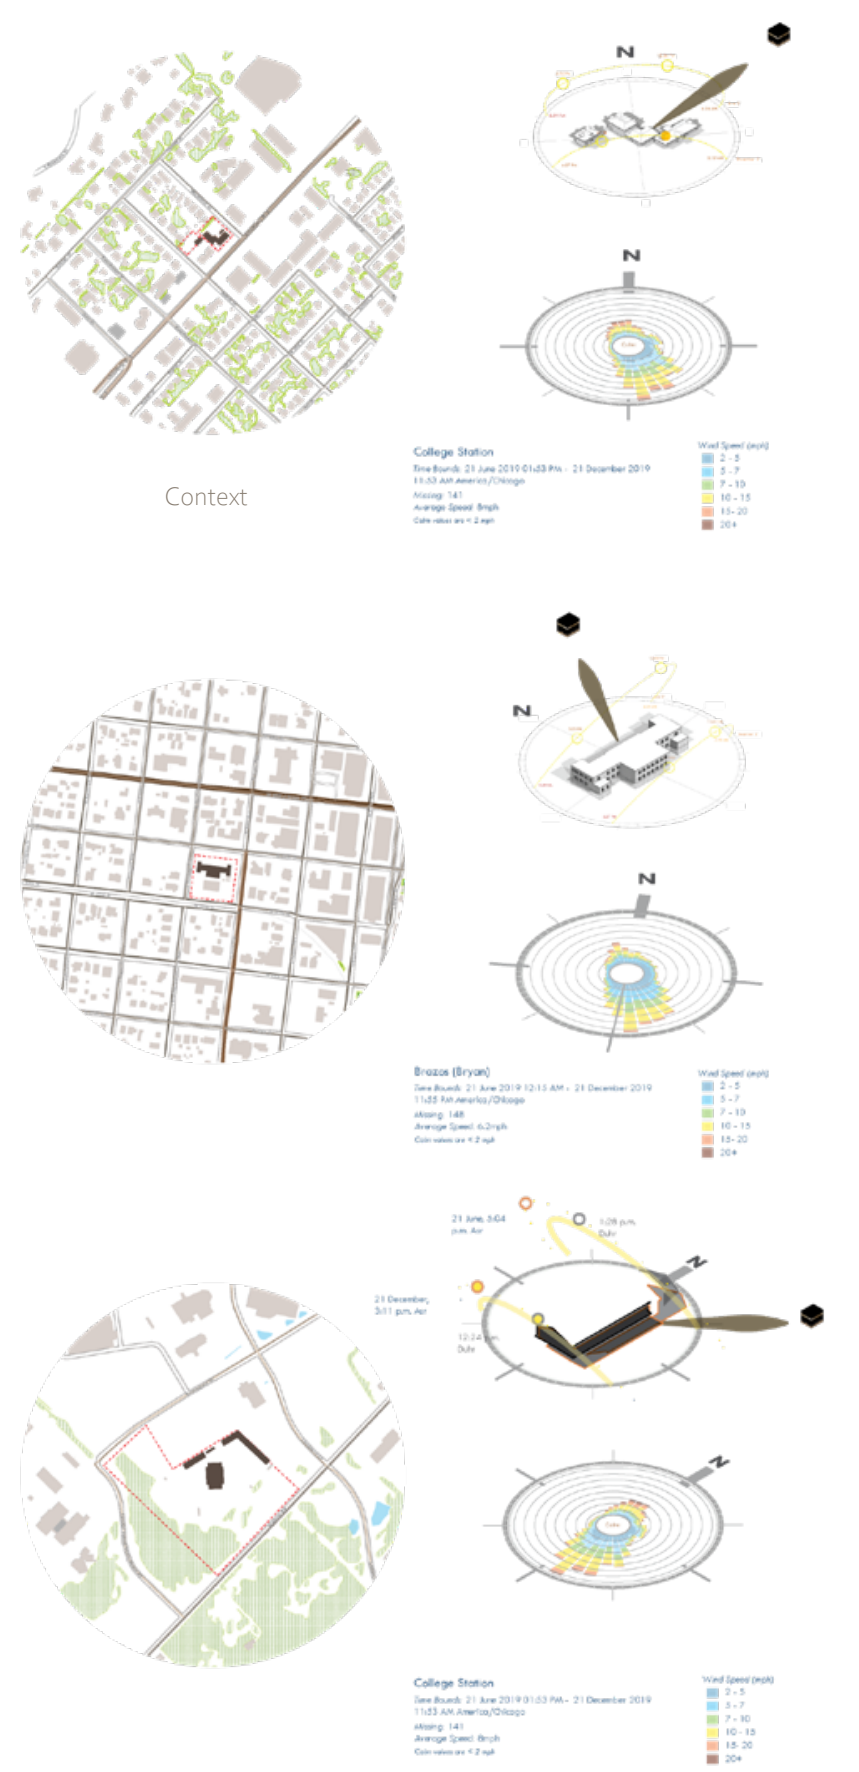 N
N
College Station
Time Bounds: 21 June 2019 01:53 PM - 21 December 2019
11:53 AM America/Chicago
Missing: 141
Average Speed: 8mph
Calm values are < 2 mph
Wind Speed (mph)
2 - 5
5 - 7
7 - 10
10 - 15
15- 20
20+
Context
N
N
Brazos (Bryan)
Time Bounds: 21 June 2019 12:15 AM - 21 December 2019
11:55 PM America/Chicago
Missing: 148
Average Speed: 6.2mph
Calm values are < 2 mph
Wind Speed (mph)
2 - 5
5 - 7
7 - 10
10 - 15
15- 20
20+
21 June, 5:04
p.m. Asr
1:28 p.m.
Duhr
N
21 December,
3:11 p.m. Asr
12:24 p.m.
Duhr
N
Calm
College Station
Time Bounds: 21 June 2019 01:53 PM - 21 December 2019
11:53 AM America/Chicago
Missing: 141
Average Speed: 8mph
Calm values are < 2 mph
Wind Speed (mph)
2 - 5
5 - 7
7 - 10
10 - 15
15- 20
20+